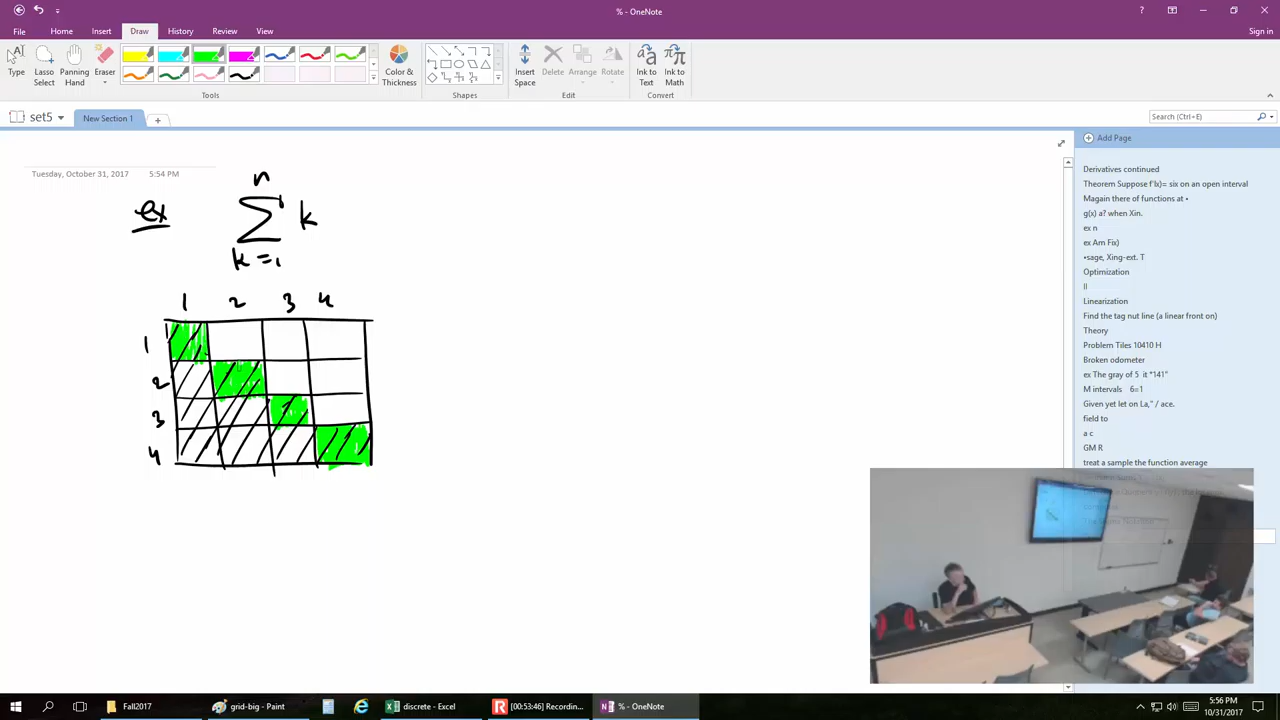 % - OneNote
? Sign in
File Home Insert Draw History Review View
Type Lasso Select Panning Hand Eraser Color & Thickness Insert Space Delete Arrange Rotate Ink to Text Ink to Math
Tools Shapes Edit Convert
set5 New Section 1 Search (Ctrl+E)
Add Page
Tuesday, October 31, 2017 5:54 PM
ex
n
∑ k
k=1
1 2 3 4
1
2
3
4
Derivatives continued
Theorem Suppose f'lx)= six on an open interval
Magain there of functions at •
g(x) a? when Xin.
ex n
ex Am Fix)
•sage, Xing-ext. T
Optimization
ll
Linearization
Find the tag nut line (a linear front on)
Theory
Problem Tiles 10410 H
Broken odometer
ex The gray of 5 it *141"
M intervals 6=1
Given yet let on La," / ace.
field to
a c
GM R
treat a sample the function average
Fall2017 grid-big - Paint discrete - Excel [00:53:46] Recordin... % - OneNote
5:56 PM
10/31/2017